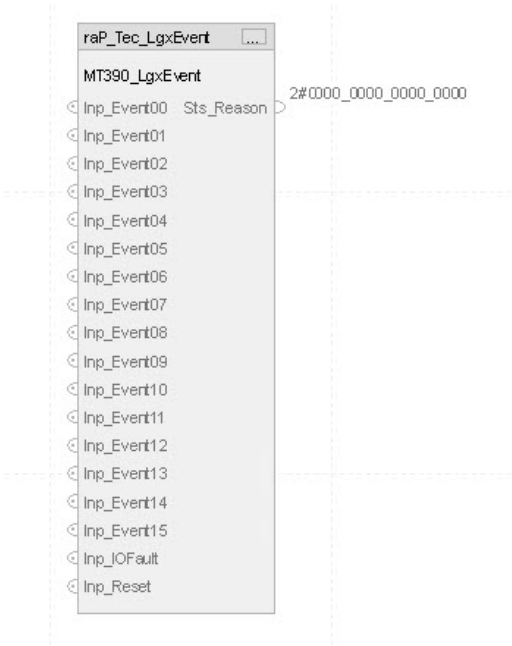 raP_Tec_LgxEvent ...
MT390_LgxEvent
2#0000_0000_0000_0000
Inp_Event00 Sts_Reason
Inp_Event01
Inp_Event02
Inp_Event03
Inp_Event04
Inp_Event05
Inp_Event06
Inp_Event07
Inp_Event08
Inp_Event09
Inp_Event10
Inp_Event11
Inp_Event12
Inp_Event13
Inp_Event14
Inp_Event15
Inp_IOFault
Inp_Reset